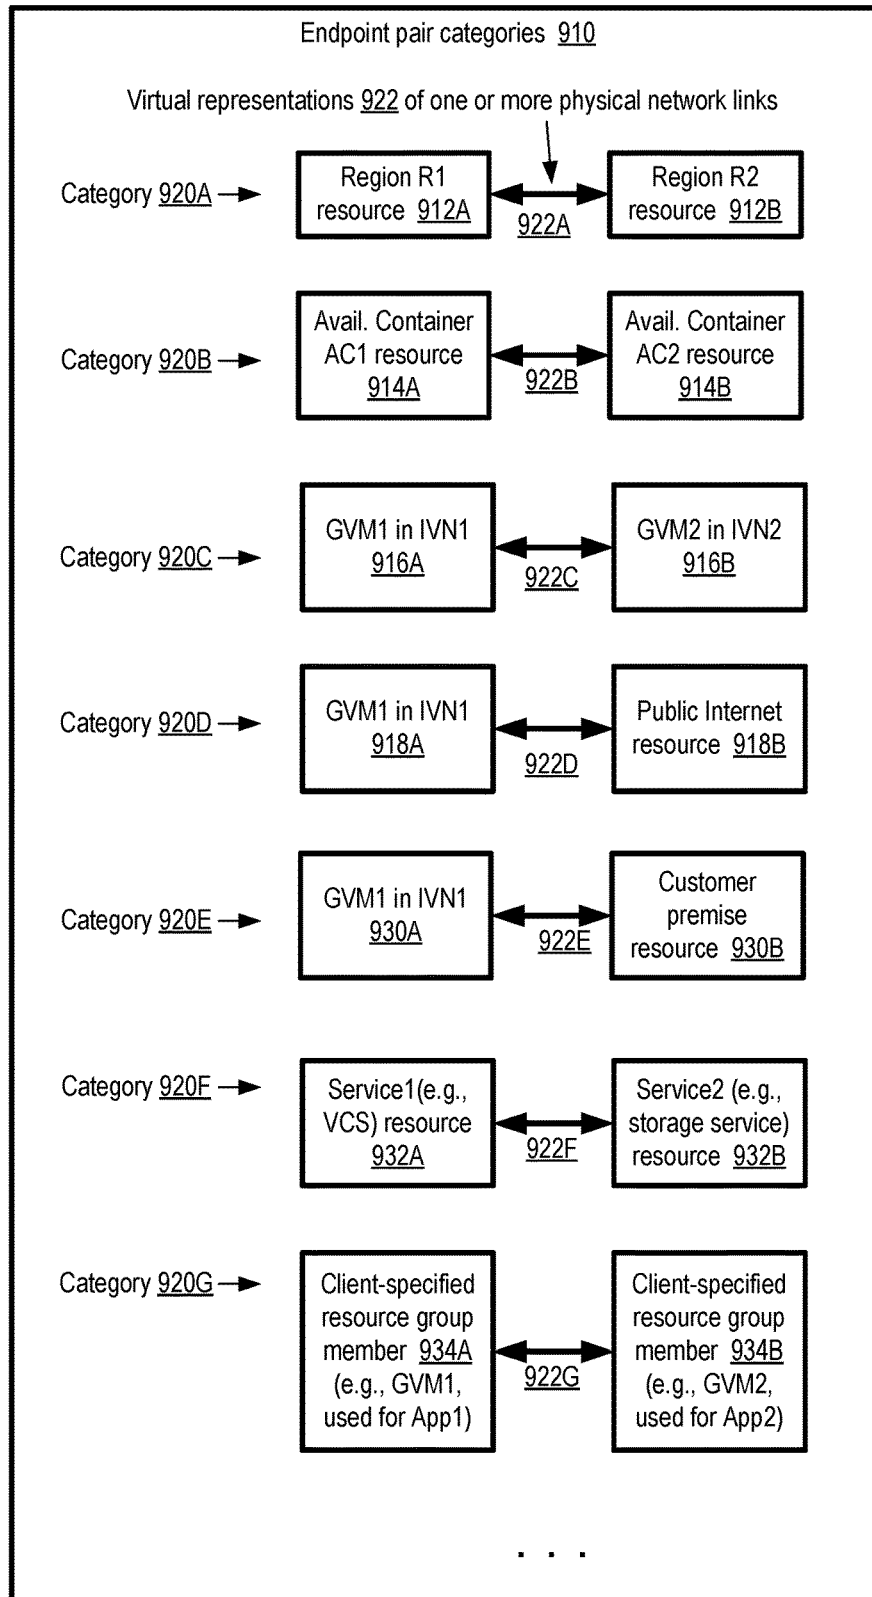 Endpoint pair categories 910
Virtual representations 922 of one or more physical network links
Category 920A
Region R1
resource 912A
922A
Region R2
resource 912B
Category 920B
Avail. Container
AC1 resource
914A
922B
Avail. Container
AC2 resource
914B
Category 920C
GVM1 in IVN1
916A
922C
GVM2 in IVN2
916B
Category 920D
GVM1 in IVN1
918A
922D
Public Internet
resource 918B
Category 920E
GVM1 in IVN1
930A
922E
Customer
premise
resource 930B
Category 920F
Service1(e.g.,
VCS) resource
932A
922F
Service2 (e.g.,
storage service)
resource 932B
Category 920G
Client-specified
resource group
member 934A
(e.g., GVM1,
used for App1)
922G
Client-specified
resource group
member 934B
(e.g., GVM2,
used for App2)
. . .